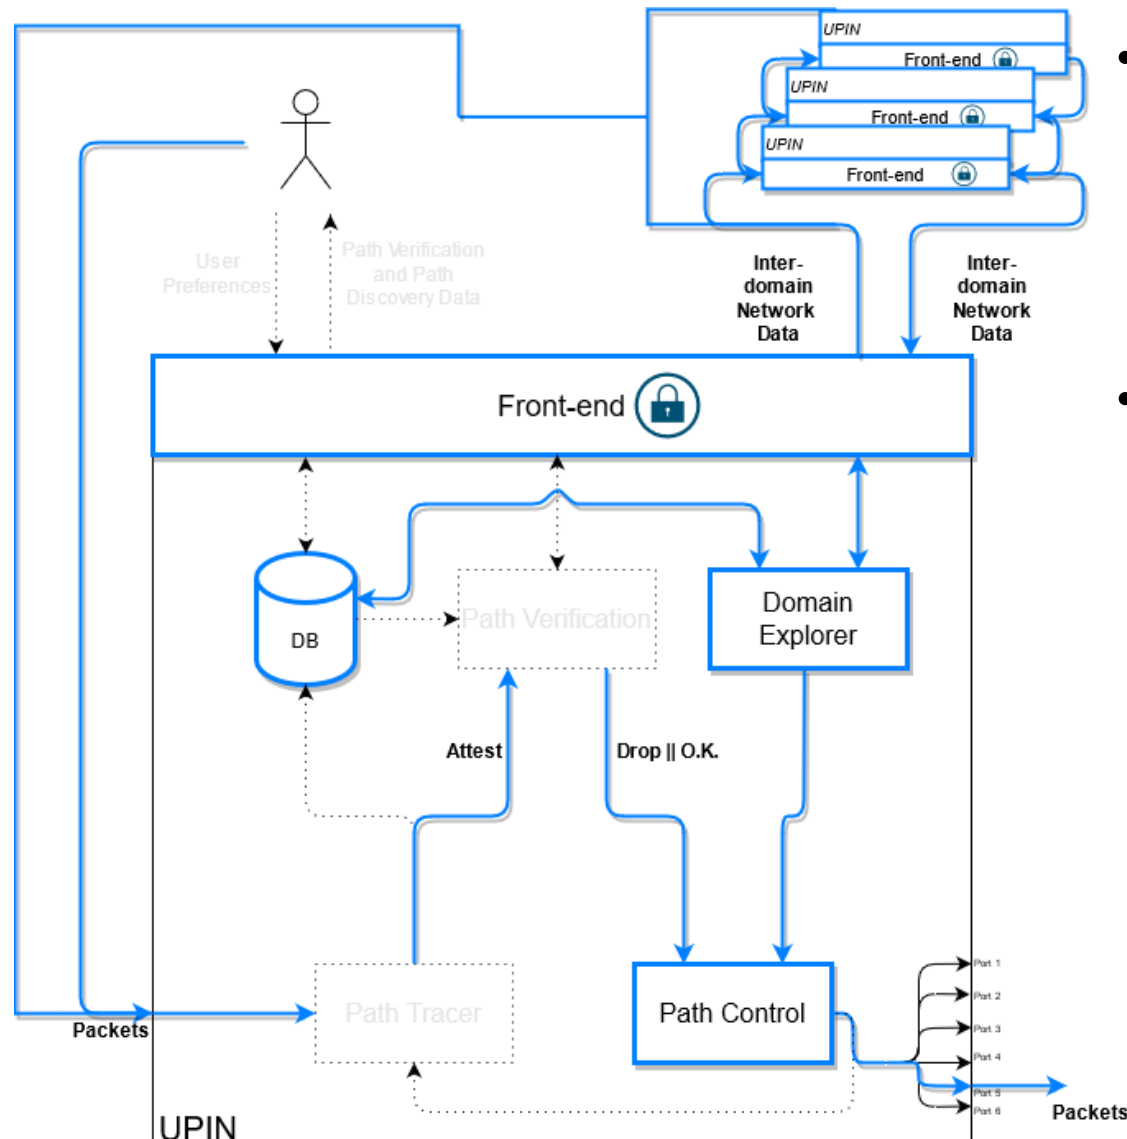 UPIN
Front-end
UPIN
Front-end
UPIN
Front-end
User
Preferences
Path Verification
and Path
Discovery Data
Inter-
domain
Network
Data
Inter-
domain
Network
Data
Front-end
DB
Path Verification
Domain
Explorer
Attest
Drop || O.K.
Path Tracer
Path Control
Packets
Port 1
Port 2
Port 3
Port 4
Port 5
Port 6
Packets
UPIN